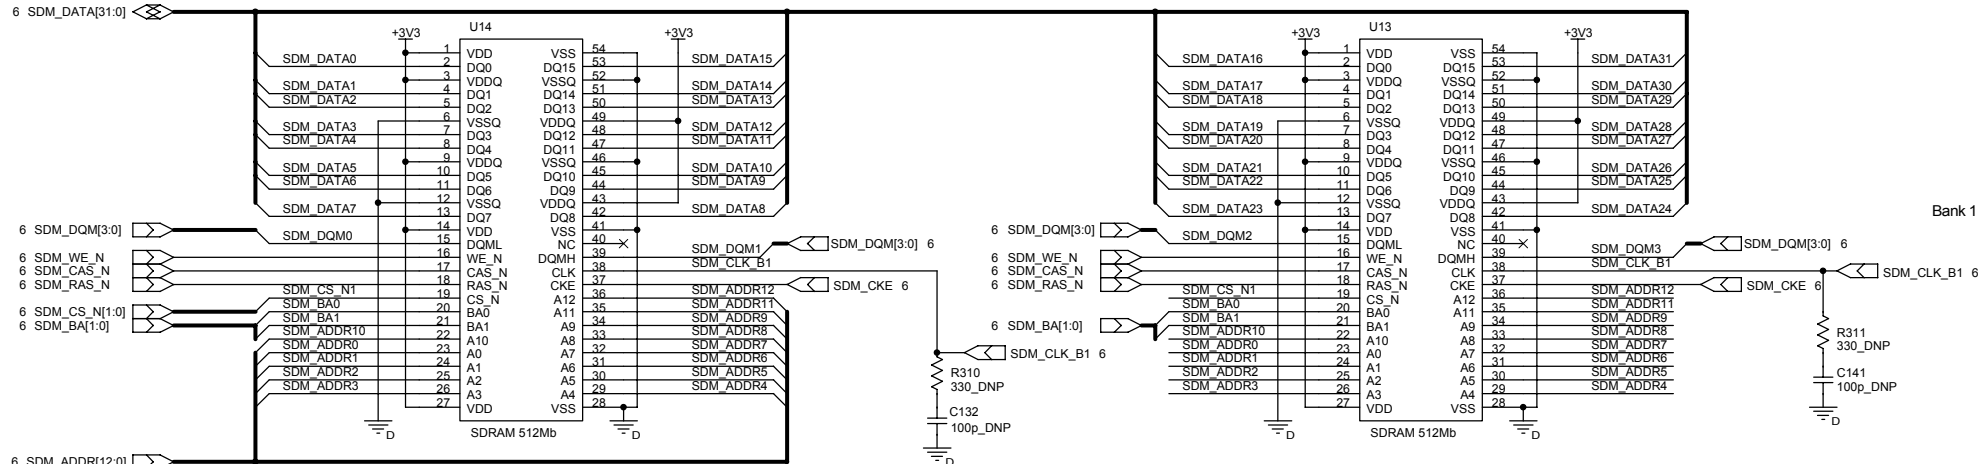 6 SDM_DATA[31:0]
U14
+3V3 +3V3
SDM_DATA0 1 VDD VSS 54 SDM_DATA15
2 DQ0 DQ15 53
3 VDDQ VSSQ 52
SDM_DATA1 4 DQ1 DQ14 51 SDM_DATA14
SDM_DATA2 5 DQ2 DQ13 50 SDM_DATA13
6 VSSQ VDDQ 49
SDM_DATA3 7 DQ3 DQ12 48 SDM_DATA12
SDM_DATA4 8 DQ4 DQ11 47 SDM_DATA11
9 VDDQ VSSQ 46
SDM_DATA5 10 DQ5 DQ10 45 SDM_DATA10
SDM_DATA6 11 DQ6 DQ9 44 SDM_DATA9
12 VSSQ VDDQ 43
SDM_DATA7 13 DQ7 DQ8 42 SDM_DATA8
14 VDD VSS 41
6 SDM_DQM[3:0] SDM_DQM0 15 DQML NC 40
6 SDM_WE_N 16 WE_N DQMH 39 SDM_DQM1 SDM_DQM[3:0] 6
6 SDM_CAS_N 17 CAS_N CLK 38 SDM_CLK_B1
6 SDM_RAS_N 18 RAS_N CKE 37 SDM_CKE 6
6 SDM_CS_N[1:0] SDM_CS_N1 19 CS_N A12 36 SDM_ADDR12
6 SDM_BA[1:0] SDM_BA0 20 BA0 A11 35 SDM_ADDR11
SDM_BA1 21 BA1 A9 34 SDM_ADDR9
SDM_ADDR10 22 A10 A8 33 SDM_ADDR8
SDM_ADDR0 23 A0 A7 32 SDM_ADDR7
SDM_ADDR1 24 A1 A6 31 SDM_ADDR6
SDM_ADDR2 25 A2 A5 30 SDM_ADDR5
SDM_ADDR3 26 A3 A4 29 SDM_ADDR4
27 VDD VSS 28
D D
SDRAM 512Mb
6 SDM_ADDR[12:0]
SDM_CLK_B1 6
R310
330_DNP
C132
100p_DNP
D
U13
+3V3 +3V3
SDM_DATA16 1 VDD VSS 54 SDM_DATA31
2 DQ0 DQ15 53
3 VDDQ VSSQ 52
SDM_DATA17 4 DQ1 DQ14 51 SDM_DATA30
SDM_DATA18 5 DQ2 DQ13 50 SDM_DATA29
6 VSSQ VDDQ 49
SDM_DATA19 7 DQ3 DQ12 48 SDM_DATA28
SDM_DATA20 8 DQ4 DQ11 47 SDM_DATA27
9 VDDQ VSSQ 46
SDM_DATA21 10 DQ5 DQ10 45 SDM_DATA26
SDM_DATA22 11 DQ6 DQ9 44 SDM_DATA25
12 VSSQ VDDQ 43
SDM_DATA23 13 DQ7 DQ8 42 SDM_DATA24
14 VDD VSS 41
6 SDM_DQM[3:0] SDM_DQM2 15 DQML NC 40
6 SDM_WE_N 16 WE_N DQMH 39 SDM_DQM3 SDM_DQM[3:0] 6
6 SDM_CAS_N 17 CAS_N CLK 38 SDM_CLK_B1 SDM_CLK_B1 6
6 SDM_RAS_N 18 RAS_N CKE 37 SDM_CKE 6
SDM_CS_N1 19 CS_N A12 36 SDM_ADDR12
SDM_BA0 20 BA0 A11 35 SDM_ADDR11
6 SDM_BA[1:0] SDM_BA1 21 BA1 A9 34 SDM_ADDR9
SDM_ADDR10 22 A10 A8 33 SDM_ADDR8
SDM_ADDR0 23 A0 A7 32 SDM_ADDR7
SDM_ADDR1 24 A1 A6 31 SDM_ADDR6
SDM_ADDR2 25 A2 A5 30 SDM_ADDR5
SDM_ADDR3 26 A3 A4 29 SDM_ADDR4
27 VDD VSS 28
D D
SDRAM 512Mb
R311
330_DNP
C141
100p_DNP
D
Bank 1